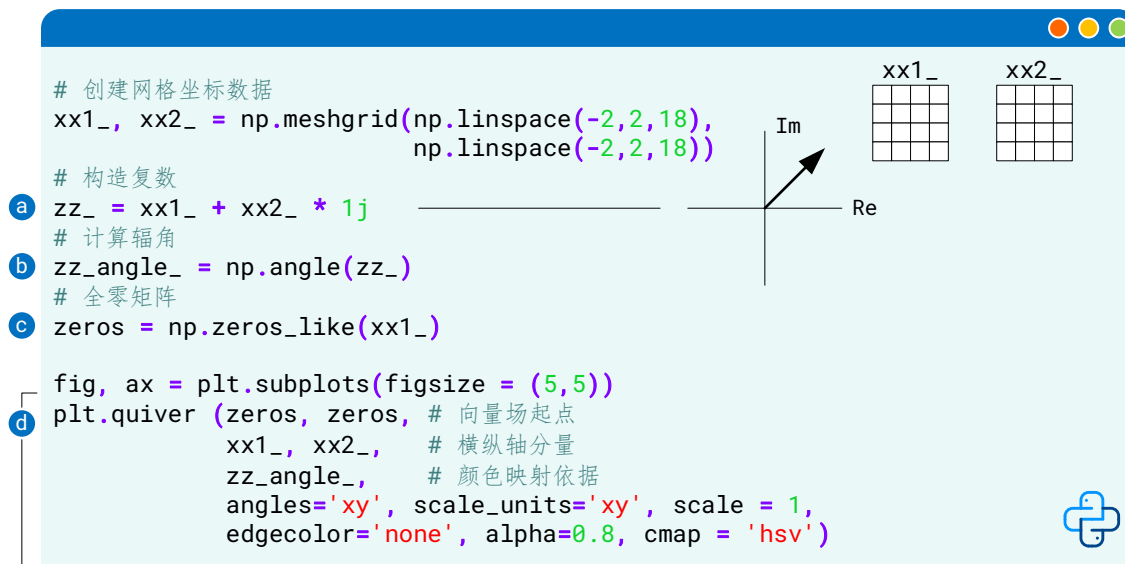 xx1_ xx2_
# 创建网格坐标数据
xx1_, xx2_ = np.meshgrid(np.linspace(-2,2,18),
np.linspace(-2,2,18))
Im
# 构造复数
a zz_ = xx1_ + xx2_ * 1j
Re
# 计算辐角
b zz_angle_ = np.angle(zz_)
# 全零矩阵
c zeros = np.zeros_like(xx1_)
fig, ax = plt.subplots(figsize = (5,5))
d plt.quiver (zeros, zeros, # 向量场起点
xx1_, xx2_, # 横纵轴分量
zz_angle_, # 颜色映射依据
angles='xy', scale_units='xy', scale = 1,
edgecolor='none', alpha=0.8, cmap = 'hsv')